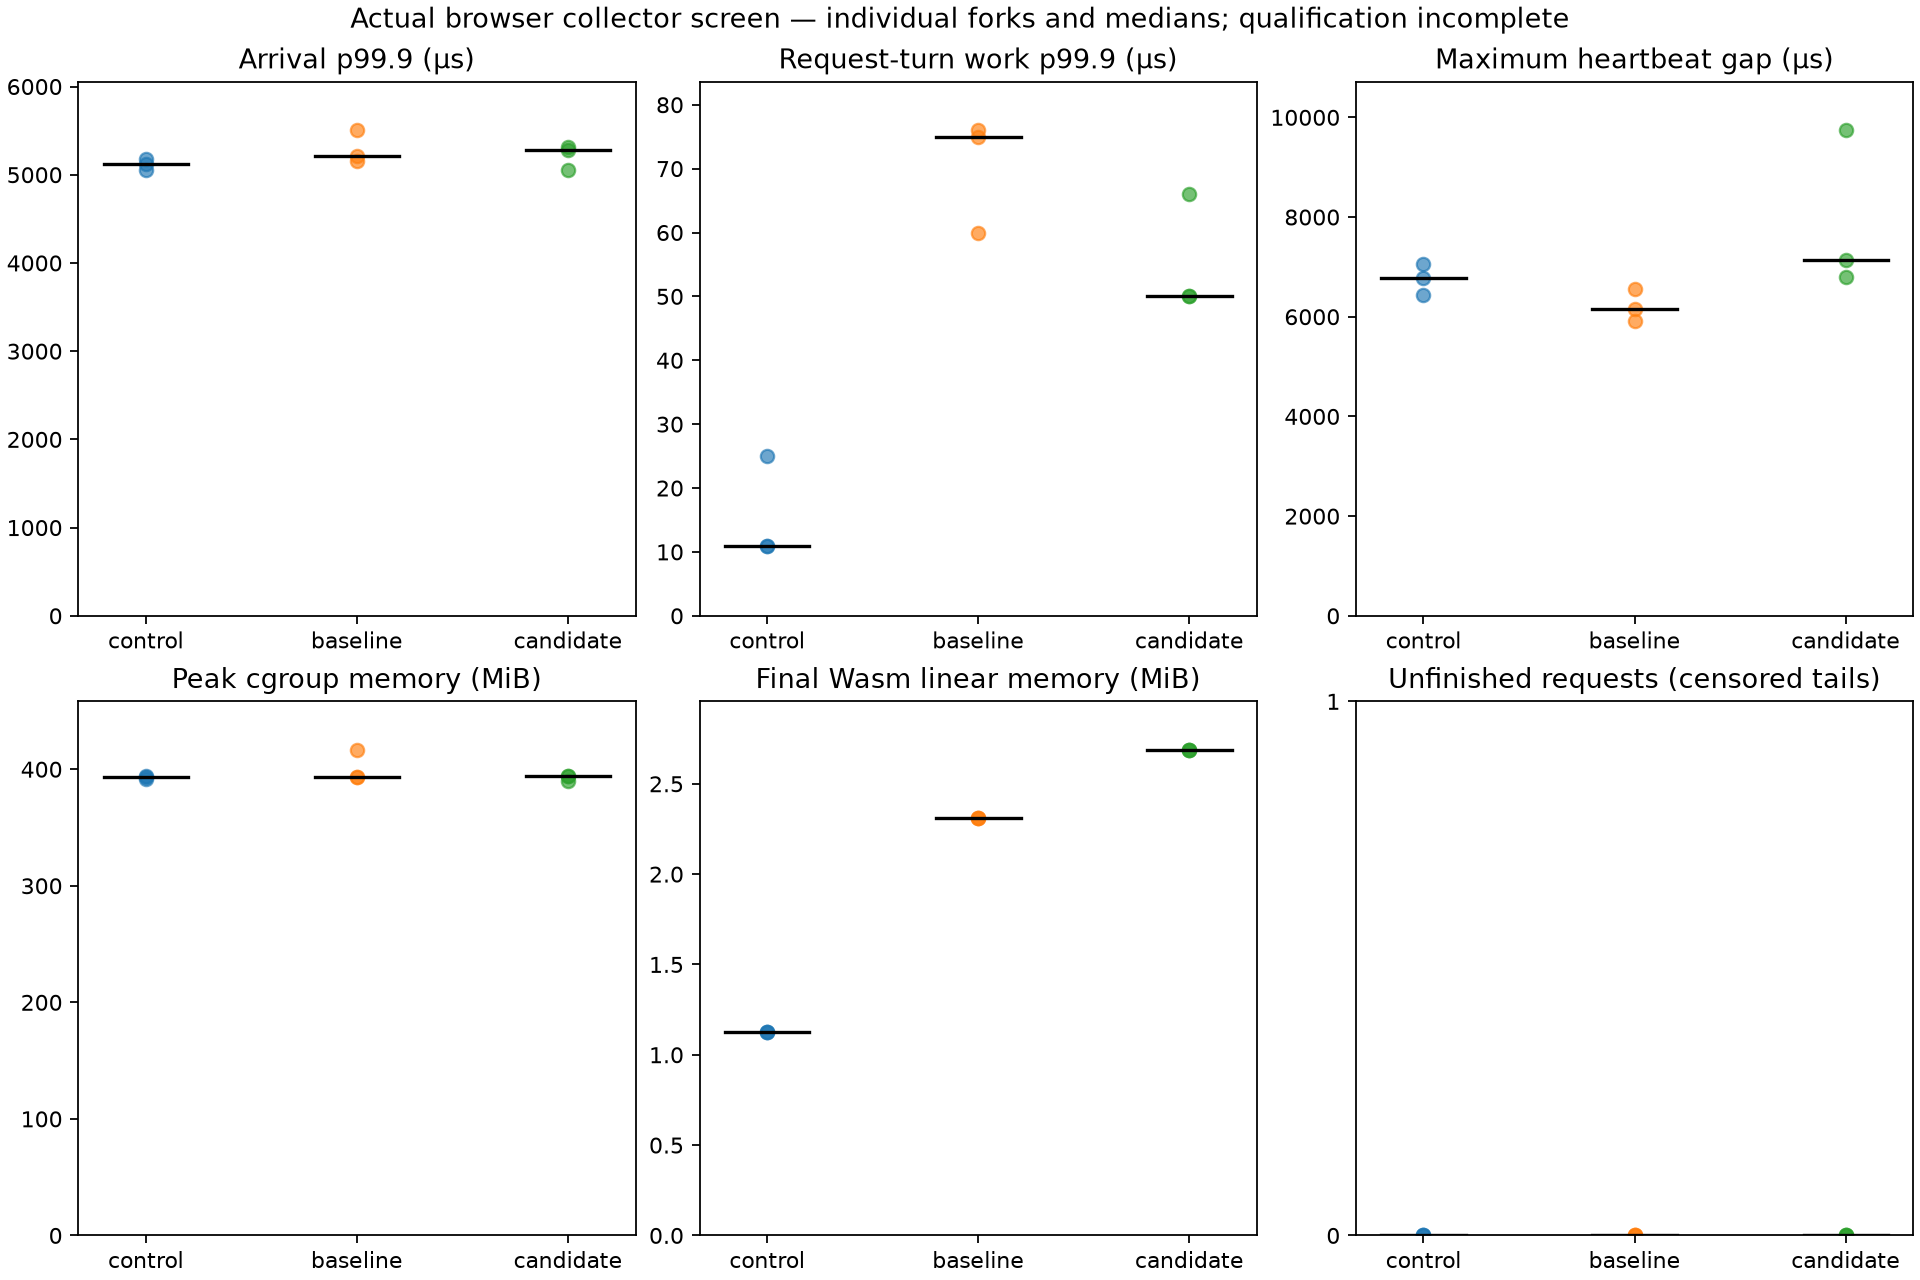 Actual browser collector screen — individual forks and medians; qualification incomplete
Arrival p99.9 (µs)
6000
5000
4000
3000
2000
1000
0
control baseline candidate
Request-turn work p99.9 (µs)
80
70
60
50
40
30
20
10
0
control baseline candidate
Maximum heartbeat gap (µs)
10000
8000
6000
4000
2000
0
control baseline candidate
Peak cgroup memory (MiB)
400
300
200
100
0
control baseline candidate
Final Wasm linear memory (MiB)
2.5
2.0
1.5
1.0
0.5
0.0
control baseline candidate
Unfinished requests (censored tails)
1
0
control baseline candidate